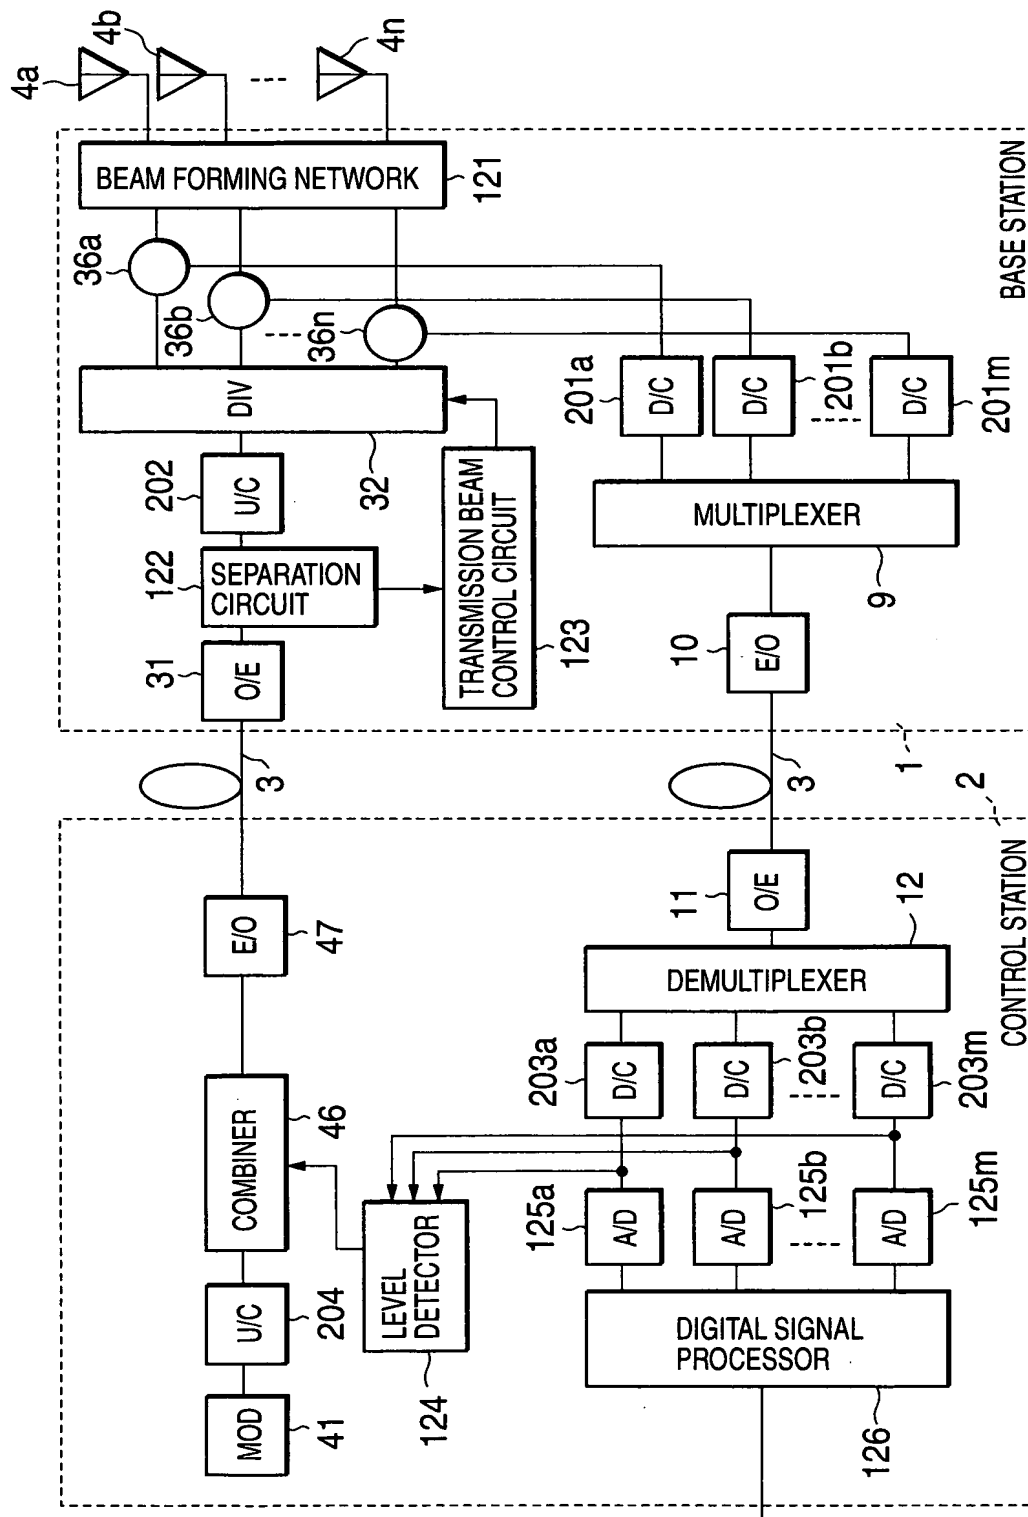 4a
4b
4n
BEAM FORMING NETWORK
121
36a
36b
36n
DIV
32
202
U/C
122
SEPARATION
CIRCUIT
31
O/E
TRANSMISSION BEAM
CONTROL CIRCUIT
123
201a
D/C
201b
D/C
201m
D/C
MULTIPLEXER
9
10
E/O
BASE STATION
1
3
3
2
CONTROL STATION
E/O
47
11
O/E
12
DEMULTIPLEXER
203a
D/C
203b
D/C
203m
D/C
COMBINER
46
125a
A/D
125b
A/D
125m
A/D
LEVEL
DETECTOR
124
U/C
204
MOD
41
DIGITAL SIGNAL
PROCESSOR
126